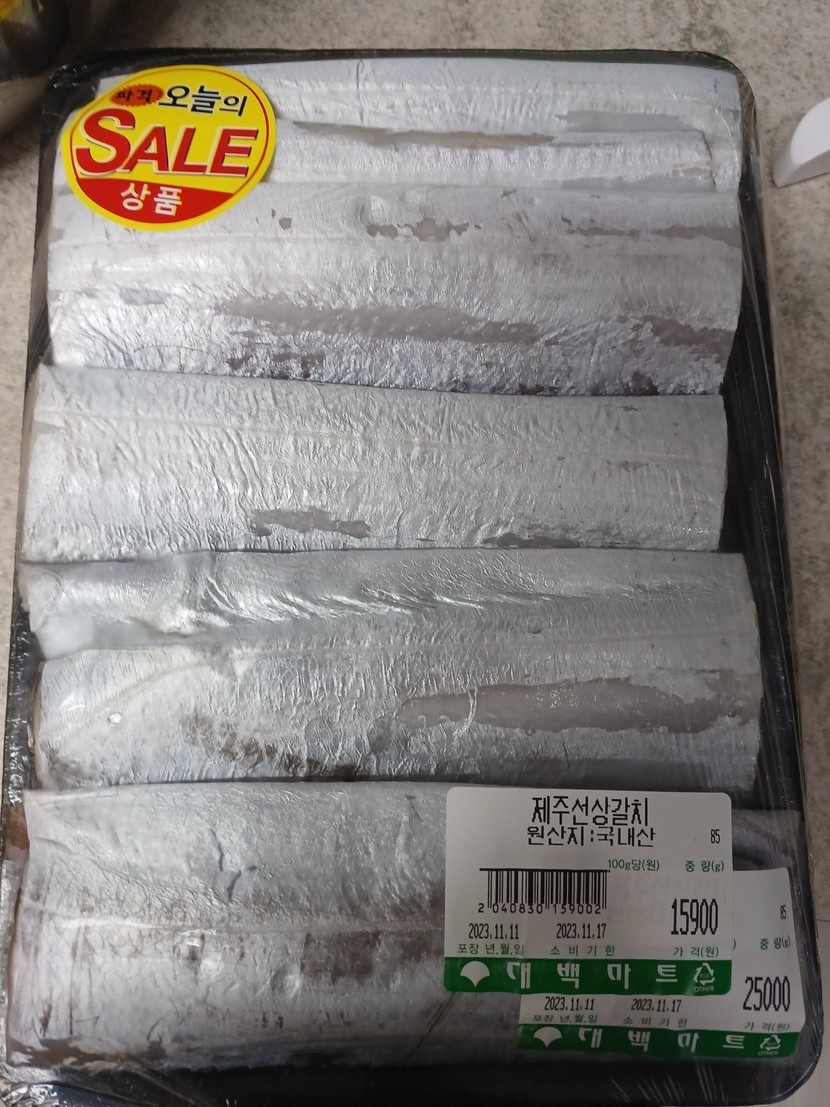 파격 오늘의
SALE
상품
제주선상갈치
원산지:국내산 85
100g당(원) 중량(g)
2 040830 159002
15900
2023.11.11 2023.11.17
포장 년,월,일 소비기한 가격(원)
대백마트 OTHER
85
중량(g)
25000
2023.11.11 2023.11.17
포장 년,월,일 소비기한 가격(원)
대백마트 OTHER